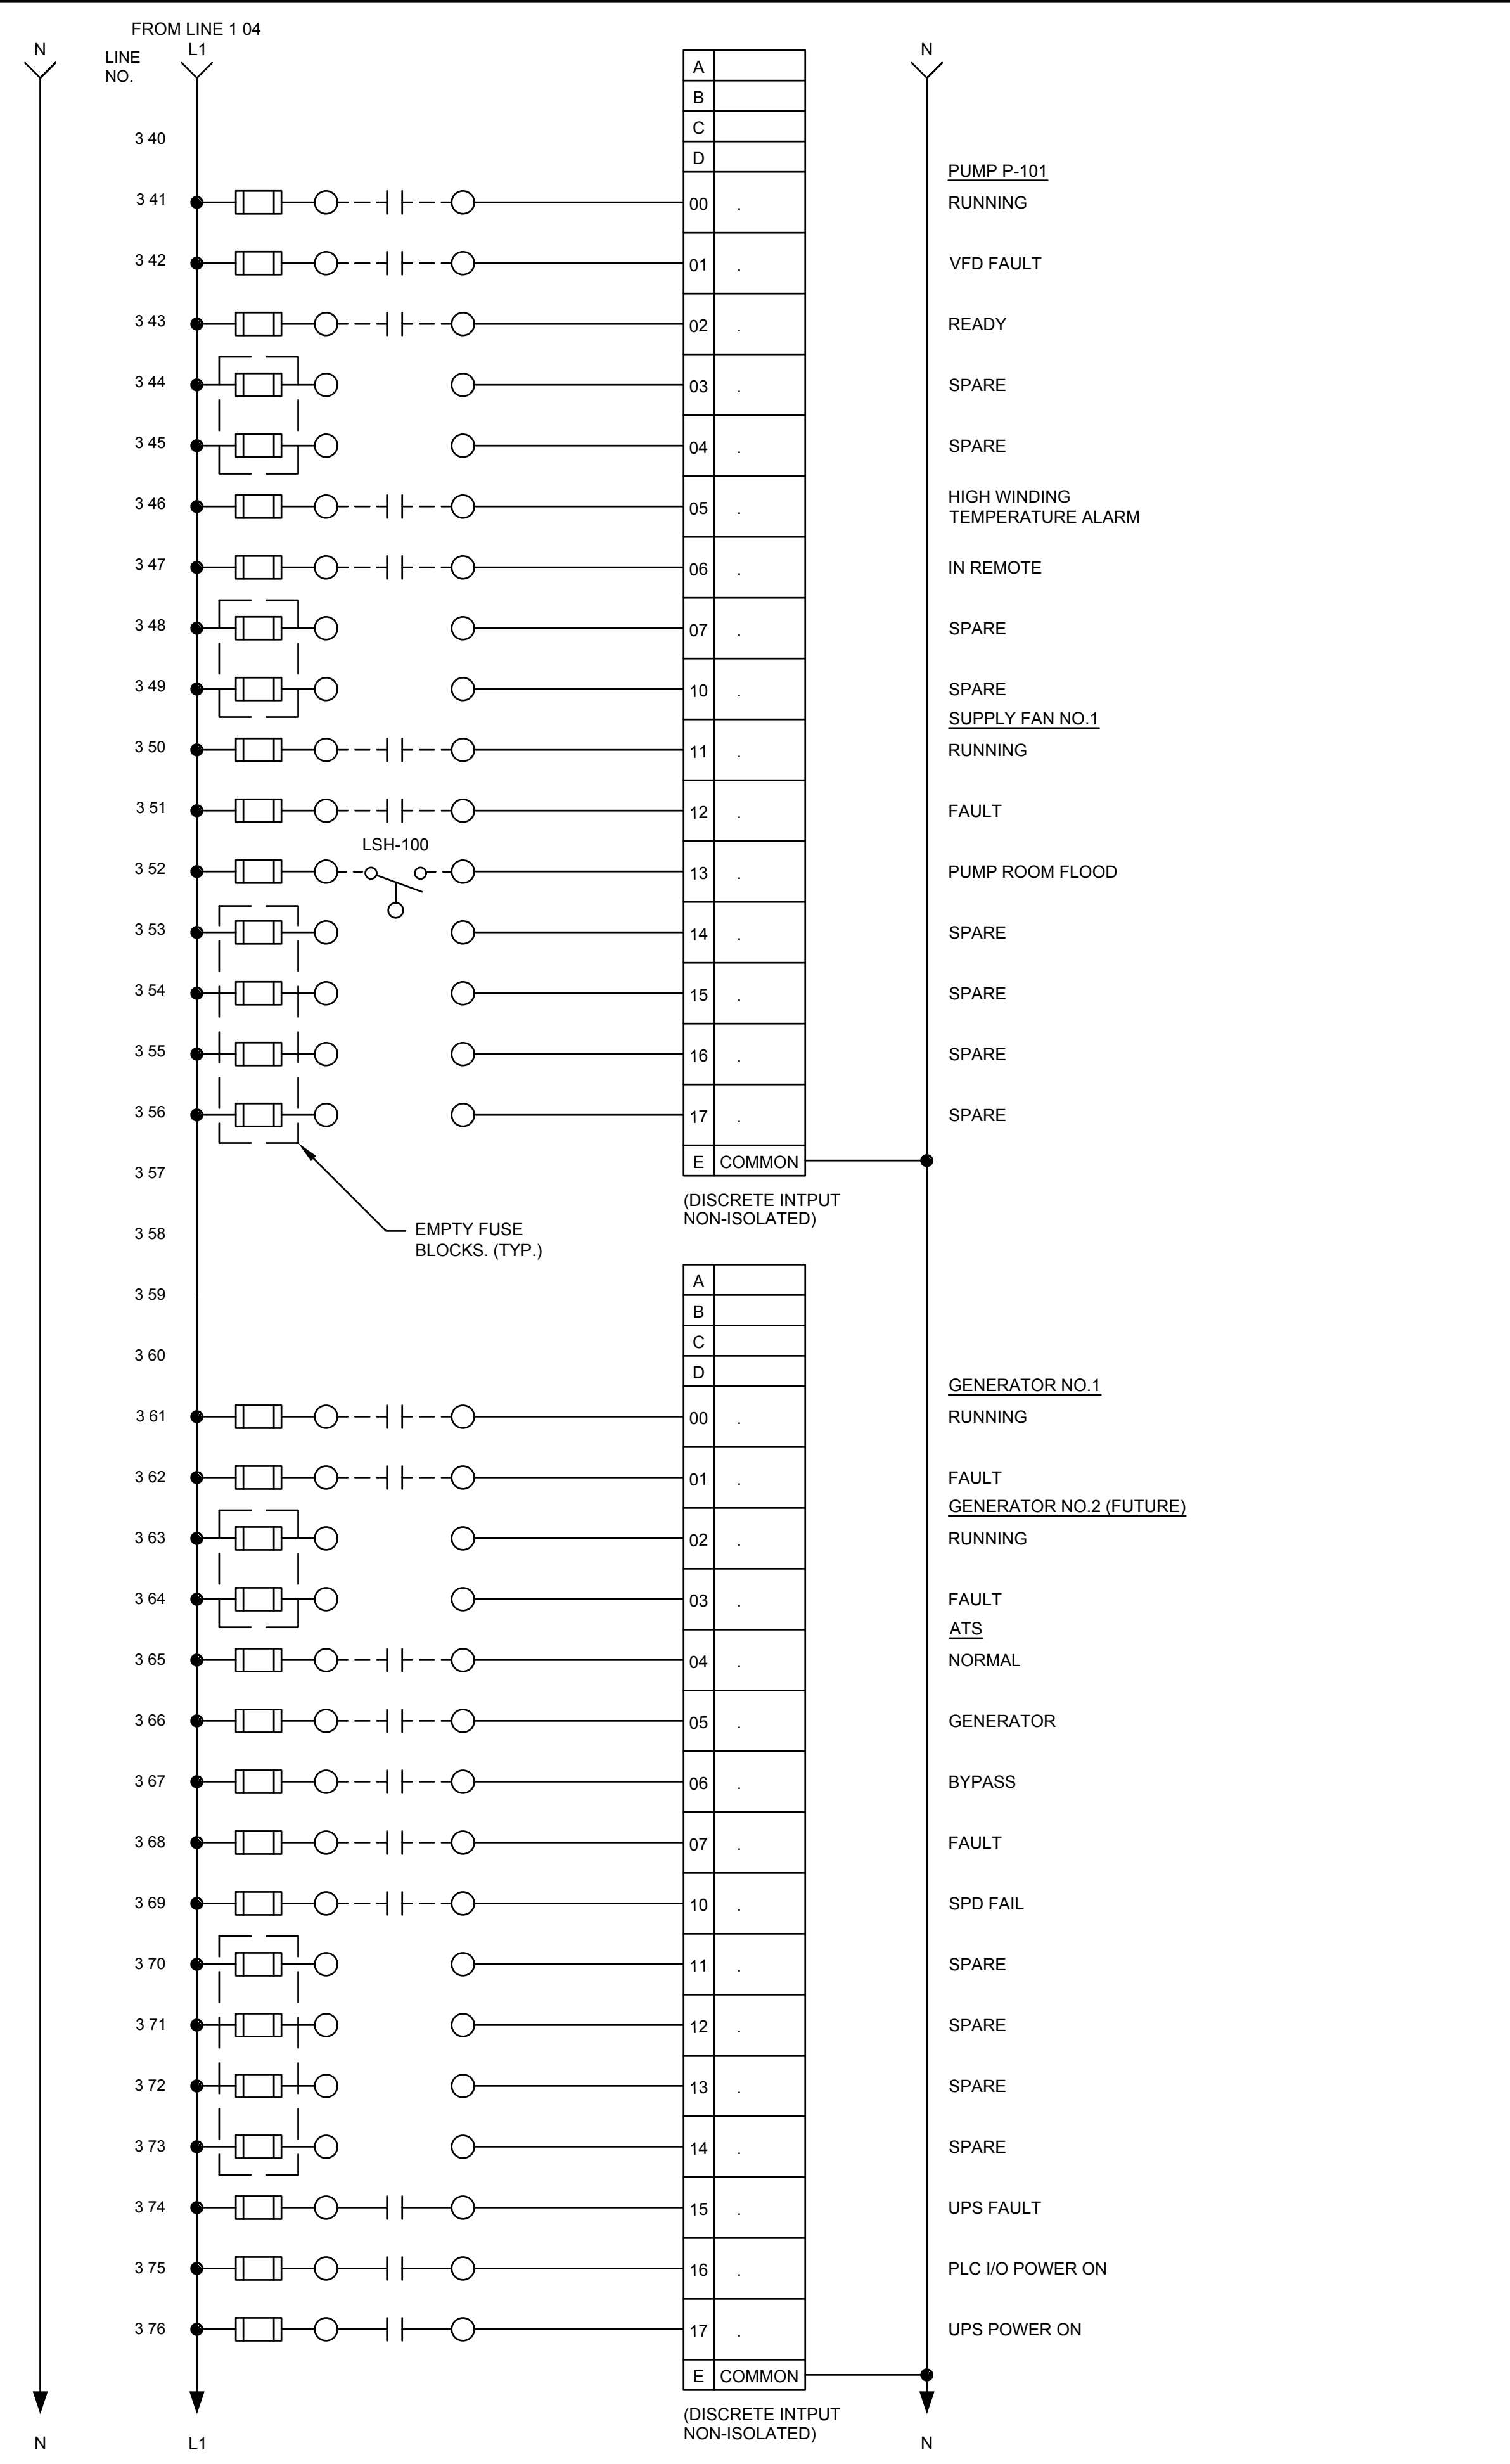 FROM LINE 1 04
N
LINE
NO.
L1
N
A
B
C
3 40
D
PUMP P-101
3 41
00 .
RUNNING
3 42
01 .
VFD FAULT
3 43
02 .
READY
3 44
03 .
SPARE
3 45
04 .
SPARE
3 46
05 .
HIGH WINDING
TEMPERATURE ALARM
3 47
06 .
IN REMOTE
3 48
07 .
SPARE
3 49
10 .
SPARE
SUPPLY FAN NO.1
3 50
11 .
RUNNING
3 51
12 .
FAULT
LSH-100
3 52
13 .
PUMP ROOM FLOOD
3 53
14 .
SPARE
3 54
15 .
SPARE
3 55
16 .
SPARE
3 56
17 .
SPARE
E COMMON
3 57
(DISCRETE INTPUT
NON-ISOLATED)
3 58
EMPTY FUSE
BLOCKS. (TYP.)
A
3 59
B
C
3 60
D
GENERATOR NO.1
3 61
00 .
RUNNING
3 62
01 .
FAULT
GENERATOR NO.2 (FUTURE)
3 63
02 .
RUNNING
3 64
03 .
FAULT
ATS
3 65
04 .
NORMAL
3 66
05 .
GENERATOR
3 67
06 .
BYPASS
3 68
07 .
FAULT
3 69
10 .
SPD FAIL
3 70
11 .
SPARE
3 71
12 .
SPARE
3 72
13 .
SPARE
3 73
14 .
SPARE
3 74
15 .
UPS FAULT
3 75
16 .
PLC I/O POWER ON
3 76
17 .
UPS POWER ON
E COMMON
(DISCRETE INTPUT
NON-ISOLATED)
N
L1
N